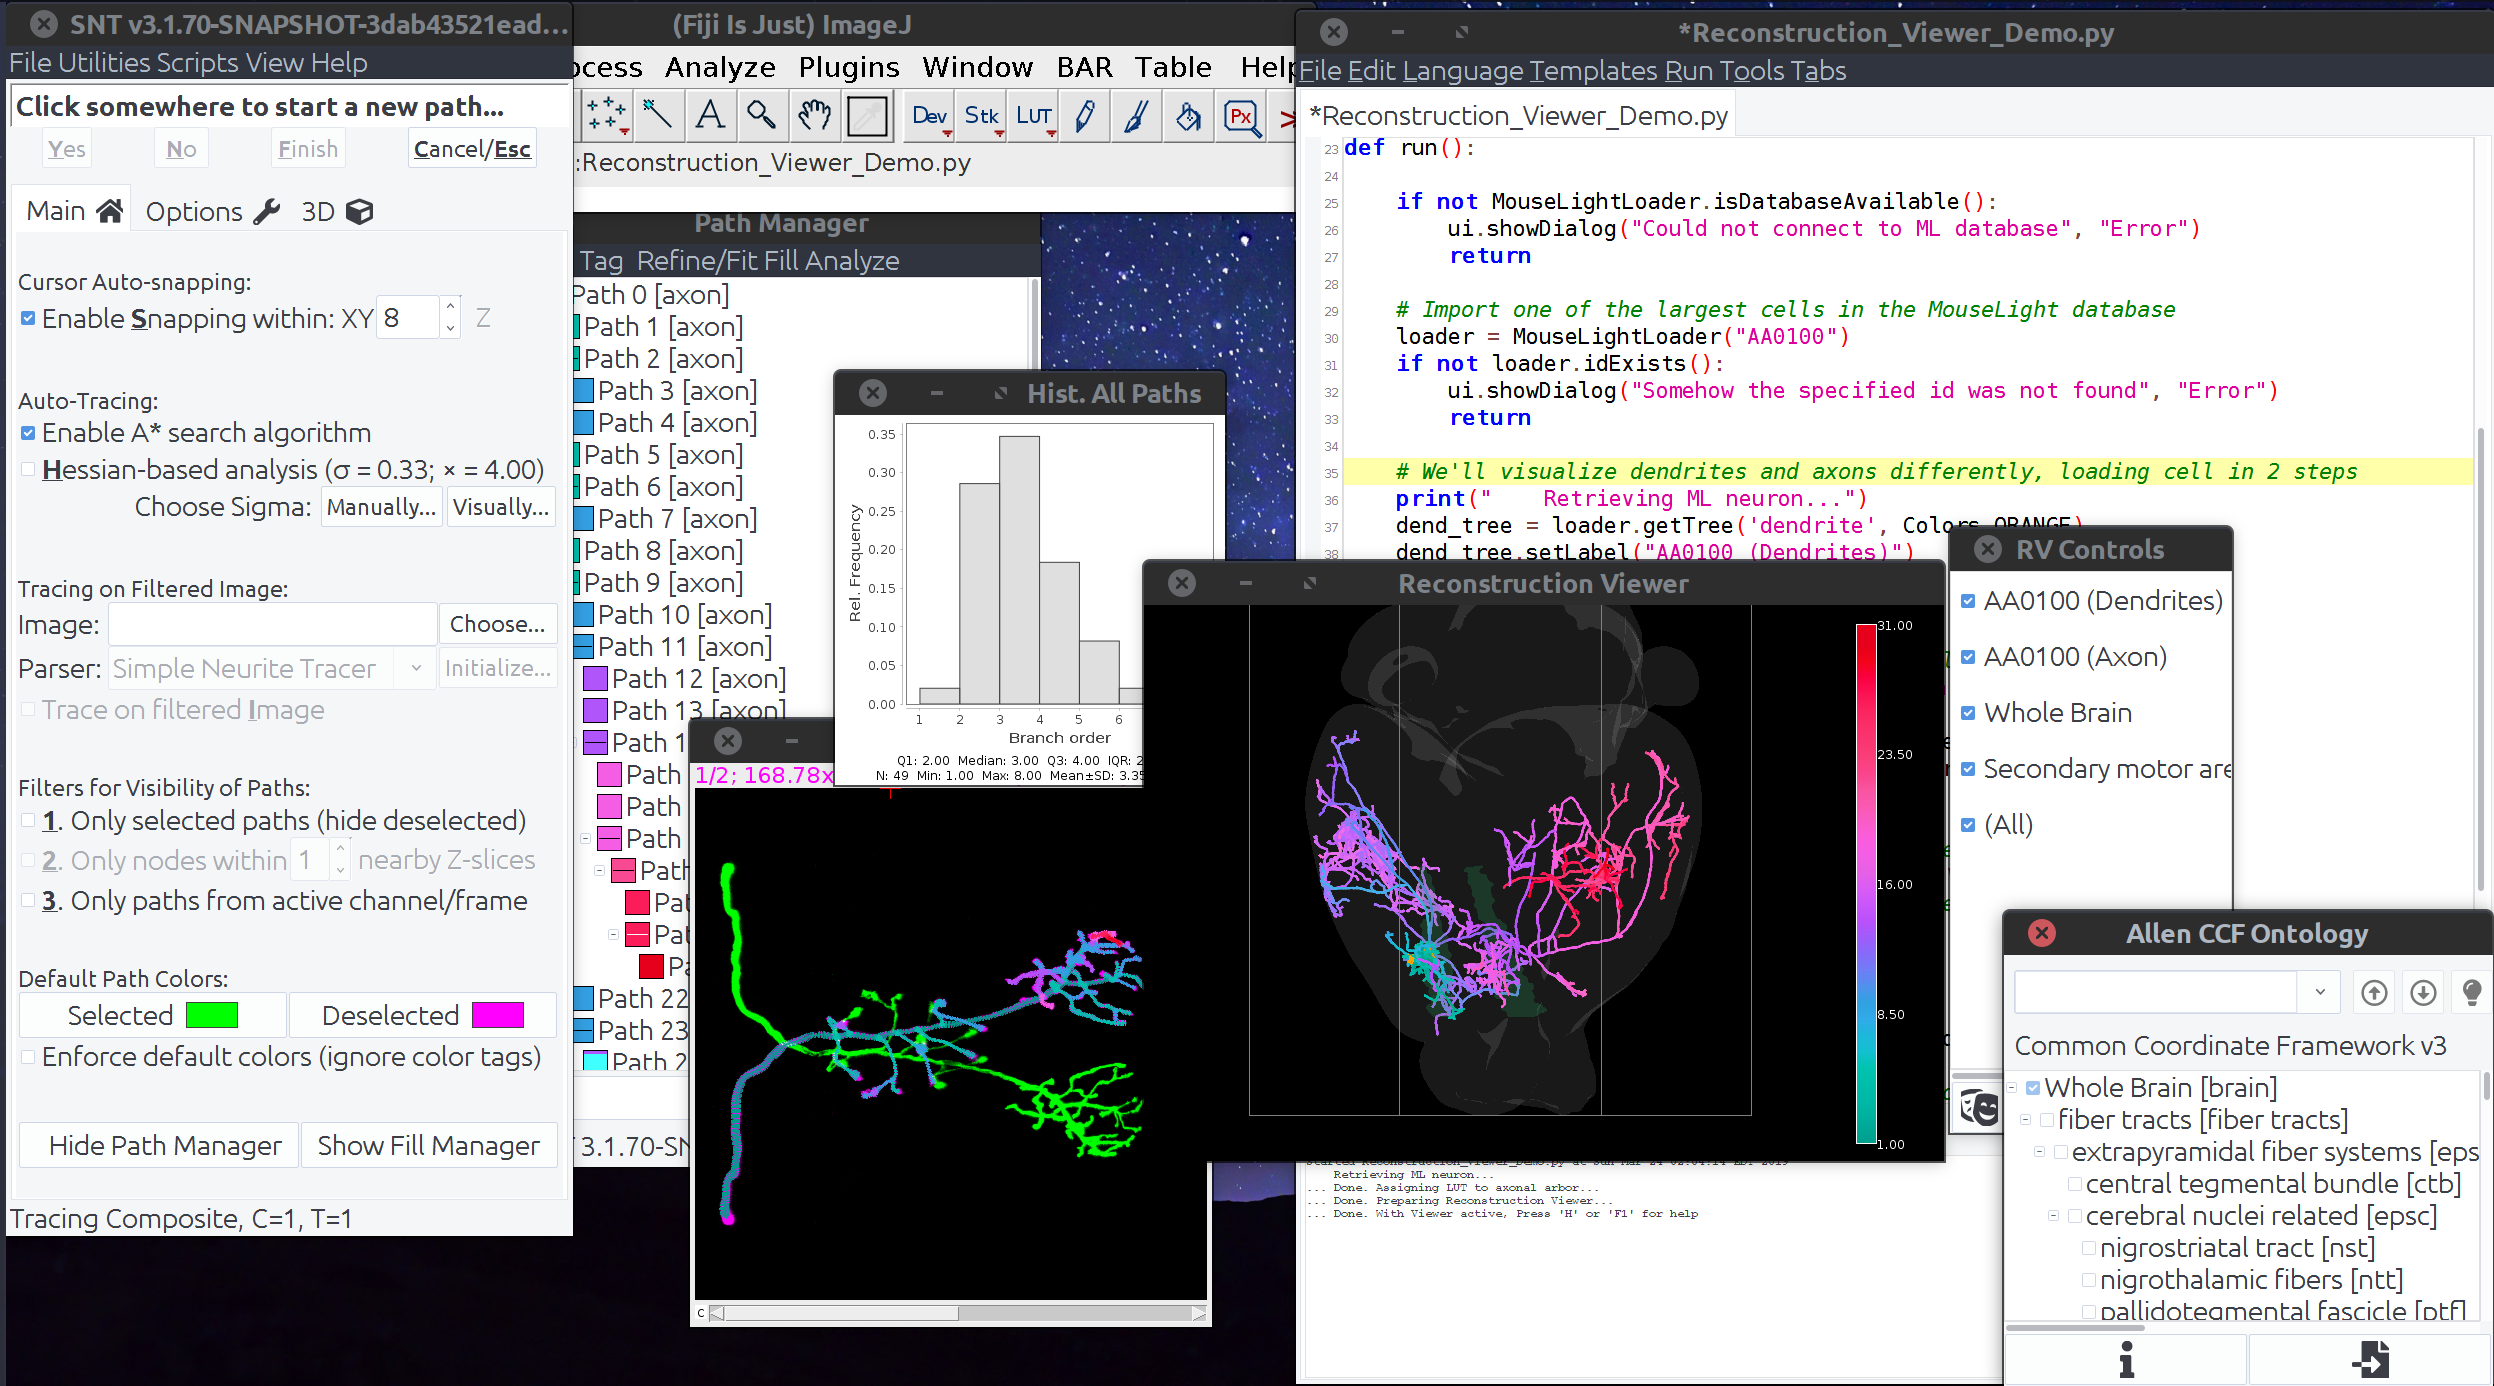 SNT v3.1.70-SNAPSHOT-3dab43521ead...
File Utilities Scripts View Help
Click somewhere to start a new path...
Yes No Finish Cancel/Esc
Main Options 3D
Cursor Auto-snapping:
Enable Snapping within: XY 8 Z
Auto-Tracing:
Enable A* search algorithm
Hessian-based analysis (σ = 0.33; × = 4.00)
Choose Sigma: Manually... Visually...
Tracing on Filtered Image:
Image: Choose...
Parser: Simple Neurite Tracer Initialize...
Trace on filtered Image
Filters for Visibility of Paths:
1. Only selected paths (hide deselected)
2. Only nodes within 1 nearby Z-slices
3. Only paths from active channel/frame
Default Path Colors:
Selected Deselected
Enforce default colors (ignore color tags)
Hide Path Manager Show Fill Manager
Tracing Composite, C=1, T=1
(Fiji Is Just) ImageJ
Analyze Plugins Window BAR Table Help
Dev Stk LUT Px
:Reconstruction_Viewer_Demo.py
Path Manager
Tag Refine/Fit Fill Analyze
Path 0 [axon]
Path 1 [axon]
Path 2 [axon]
Path 3 [axon]
Path 4 [axon]
Path 5 [axon]
Path 6 [axon]
Path 7 [axon]
Path 8 [axon]
Path 9 [axon]
Path 10 [axon]
Path 11 [axon]
Path 12 [axon]
Path 13 [axon]
Path 1
Path
Path
Path
Path
Path 22
Path 23
Path 2
3.1.70-SN
Hist. All Paths
0.35
0.30
0.25
0.20
0.15
0.10
0.05
0.00
Rel. Frequency
1 2 3 4 5 6
Branch order
Q1: 2.00 Median: 3.00 Q3: 4.00 IQR: 2
N: 49 Min: 1.00 Max: 8.00 Mean±SD: 3.35
1/2; 168.78x
c
*Reconstruction_Viewer_Demo.py
File Edit Language Templates Run Tools Tabs
*Reconstruction_Viewer_Demo.py
23 def run():
24
25 if not MouseLightLoader.isDatabaseAvailable():
26 ui.showDialog("Could not connect to ML database", "Error")
27 return
28
29 # Import one of the largest cells in the MouseLight database
30 loader = MouseLightLoader("AA0100")
31 if not loader.idExists():
32 ui.showDialog("Somehow the specified id was not found", "Error")
33 return
34
35 # We'll visualize dendrites and axons differently, loading cell in 2 steps
36 print("    Retrieving ML neuron...")
37 dend_tree = loader.getTree('dendrite', Colors.ORANGE)
38 dend_tree.setLabel("AA0100 (Dendrites)")
Reconstruction Viewer
31.00
23.50
16.00
8.50
1.00
RV Controls
AA0100 (Dendrites)
AA0100 (Axon)
Whole Brain
Secondary motor are
(All)
Started Reconstruction_Viewer_Demo.py at Sun Mar 24 02:04:14 EDT 2019
Retrieving ML neuron...
... Done. Assigning LUT to axonal arbor...
... Done. Preparing Reconstruction Viewer...
... Done. With Viewer active, Press 'H' or 'F1' for help
Allen CCF Ontology
Common Coordinate Framework v3
Whole Brain [brain]
fiber tracts [fiber tracts]
extrapyramidal fiber systems [eps
central tegmental bundle [ctb]
cerebral nuclei related [epsc]
nigrostriatal tract [nst]
nigrothalamic fibers [ntt]
pallidotegmental fascicle [ptf]